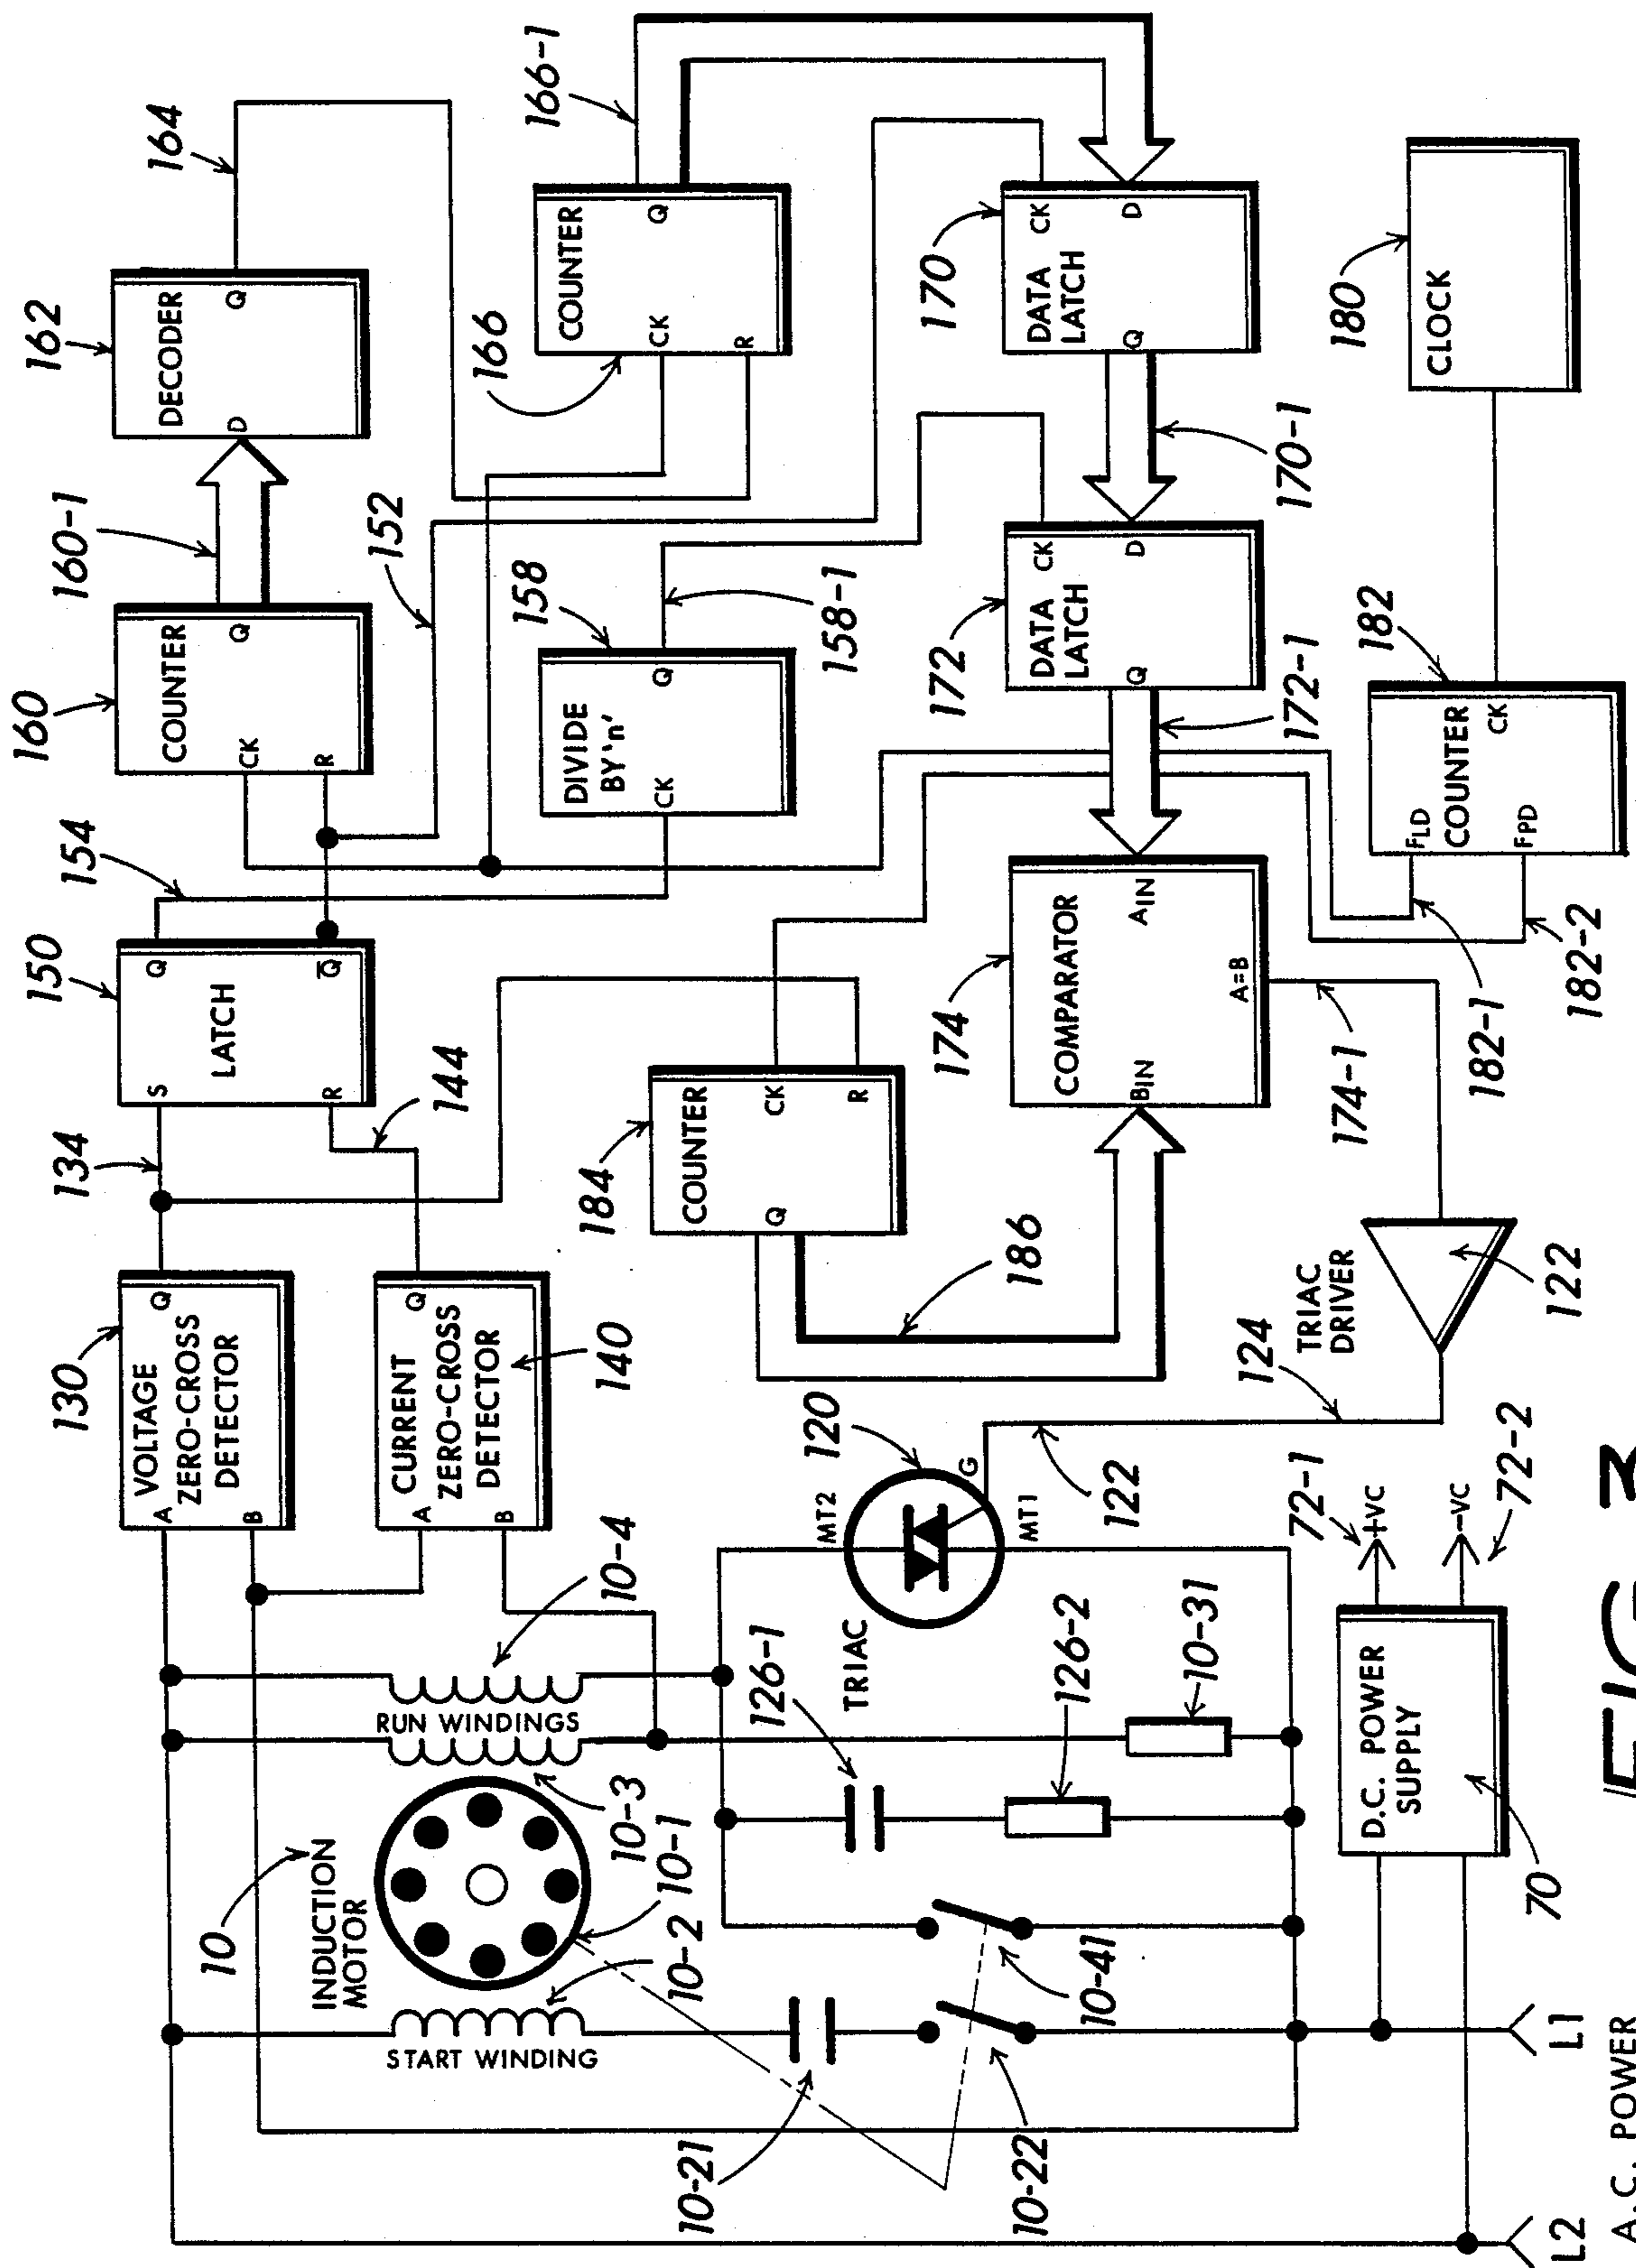 130
VOLTAGE
ZERO-CROSS
DETECTOR
A
B
Q
134
150
S
R
Q
Q̅
LATCH
154
160
COUNTER
CK
R
Q
160-1
162
DECODER
D
Q
164
CURRENT
ZERO-CROSS
DETECTOR
A
B
Q
140
144
152
10
INDUCTION
MOTOR
START WINDING
10-2
10-1
10-3
RUN WINDINGS
10-4
184
COUNTER
Q
CK
R
186
158
DIVIDE
BY 'n'
CK
Q
158-1
166
COUNTER
CK
R
Q
166-1
10-21
10-22
10-41
126-1
126-2
10-31
TRIAC
120
MT2
MT1
G
122
124
TRIAC
DRIVER
122
174
COMPARATOR
BIN
AIN
A=B
174-1
172
DATA
LATCH
Q
CK
D
172-1
170
DATA
LATCH
Q
CK
D
170-1
182-1
182-2
182
FLD
COUNTER
FPD
CK
180
CLOCK
D.C. POWER
SUPPLY
70
72-1
+VC
-VC
72-2
L2
L1
A.C. POWER
FIG 3